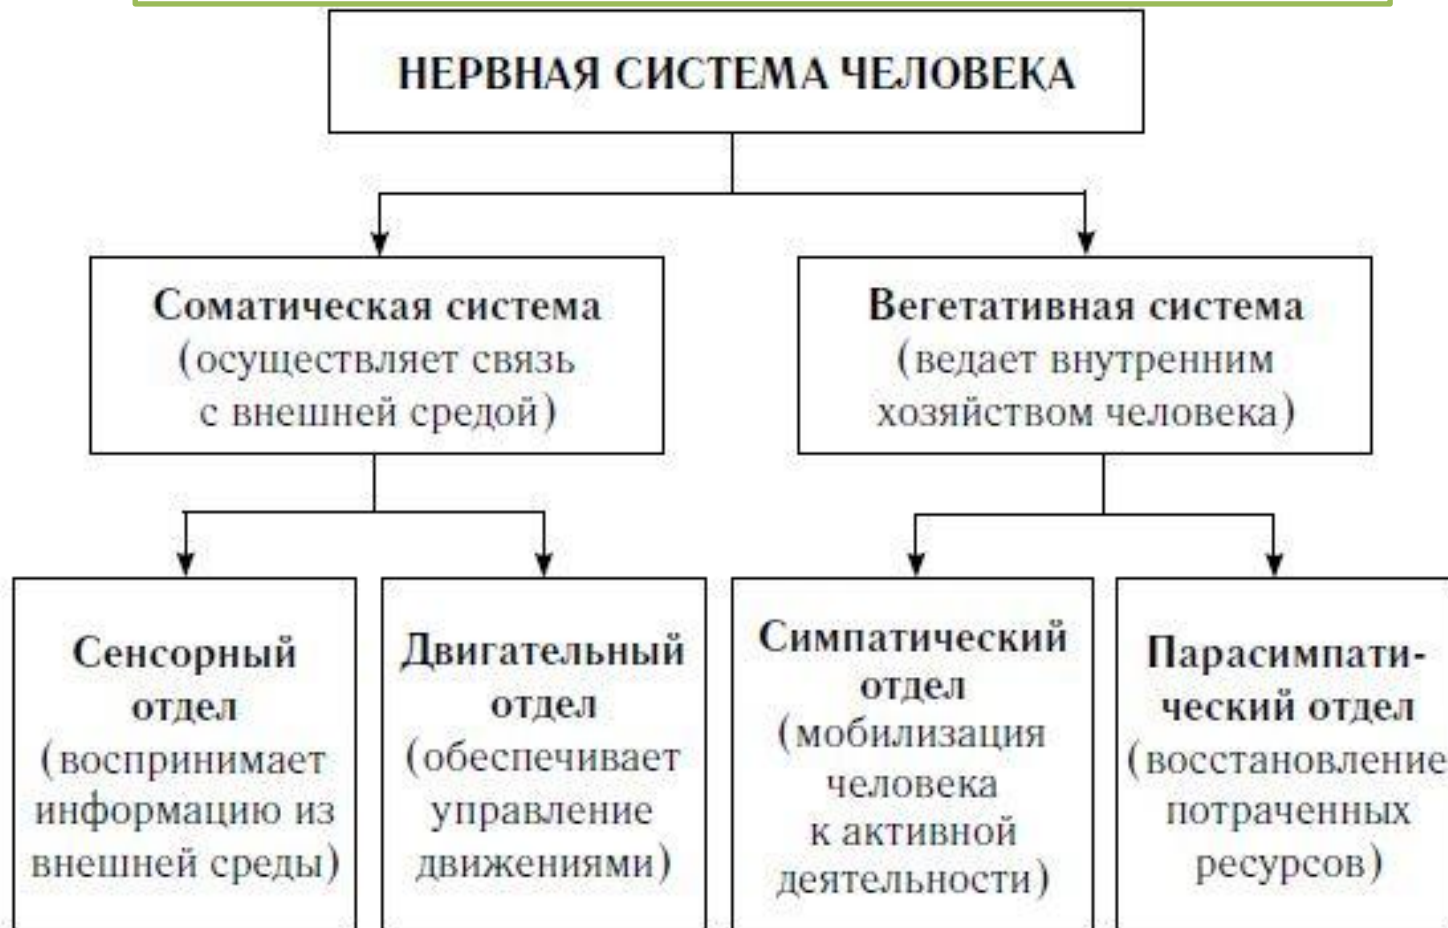 НЕРВНАЯ СИСТЕМА ЧЕЛОВЕКА
Соматическая система
(осуществляет связь
с внешней средой)
Вегетативная система
(ведает внутренним
хозяйством человека)
Сенсорный
отдел
(воспринимает
информацию из
внешней среды)
Двигательный
отдел
(обеспечивает
управление
движениями)
Симпатический
отдел
(мобилизация
человека
к активной
деятельности)
Парасимпати-
ческий отдел
(восстановление
потраченных
ресурсов)